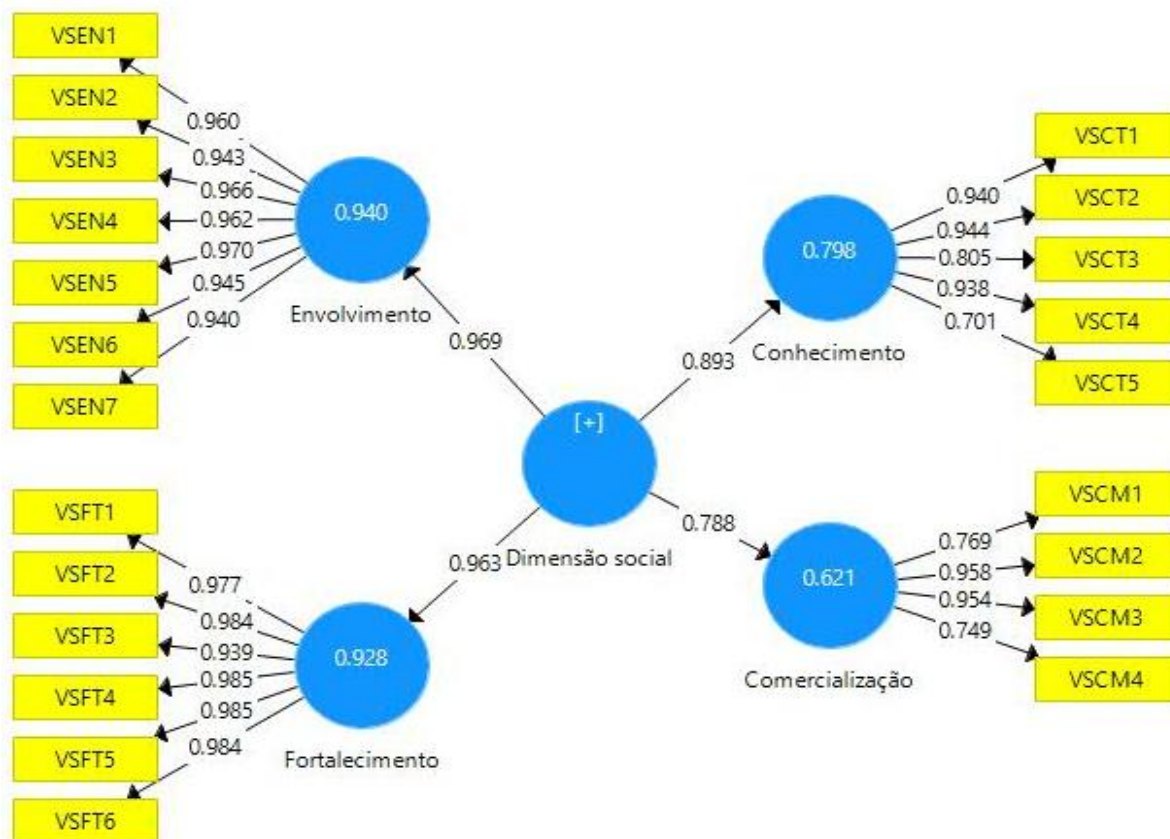 VSEN1
VSEN2
VSEN3
VSEN4
VSEN5
VSEN6
VSEN7
0.960
0.943
0.966
0.962
0.970
0.945
0.940
0.940
Envolvimento
0.969
VSCT1
VSCT2
VSCT3
VSCT4
VSCT5
0.940
0.944
0.805
0.938
0.701
0.798
Conhecimento
0.893
[+]
Dimensão social
0.963
0.788
VSFT1
VSFT2
VSFT3
VSFT4
VSFT5
VSFT6
0.977
0.984
0.939
0.985
0.985
0.984
0.928
Fortalecimento
VSCM1
VSCM2
VSCM3
VSCM4
0.769
0.958
0.954
0.749
0.621
Comercialização